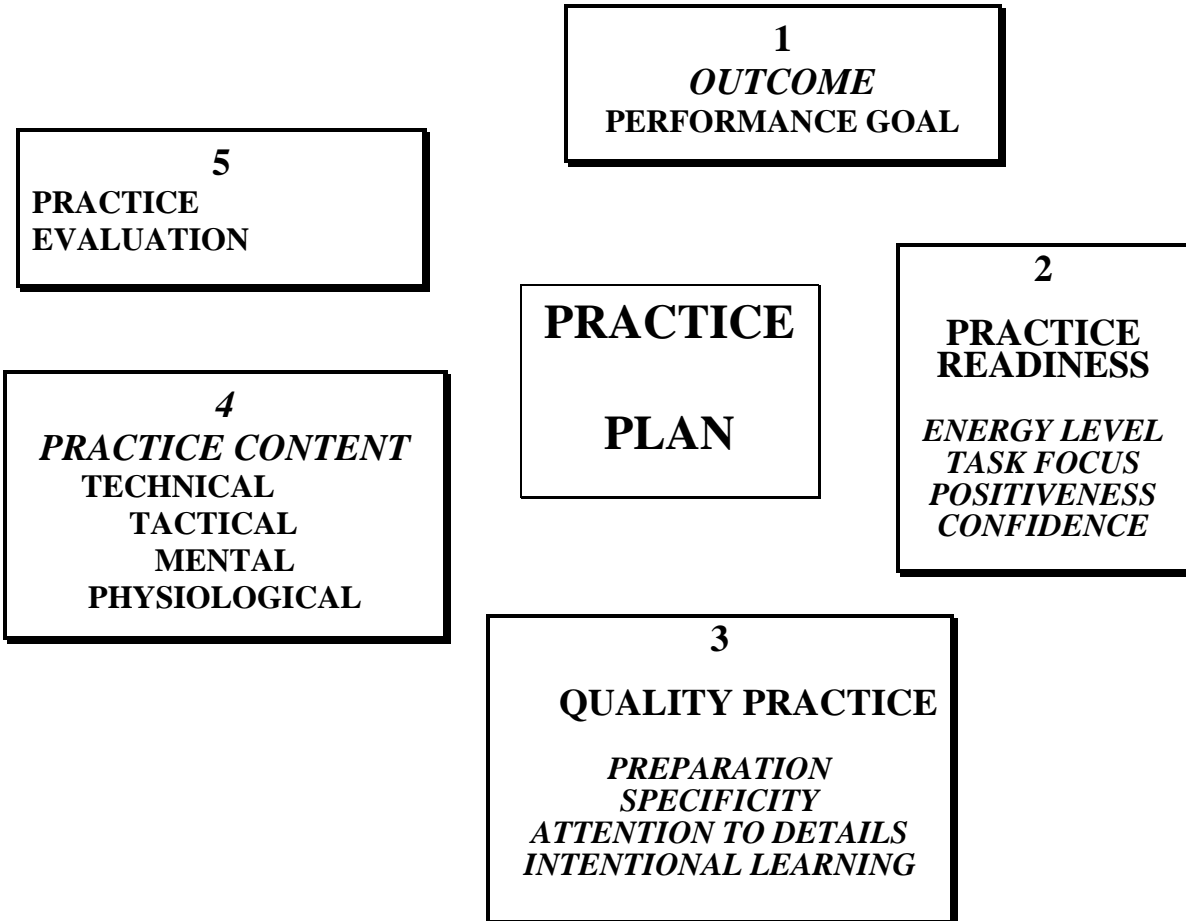 1
OUTCOME
PERFORMANCE GOAL
5
PRACTICE
EVALUATION
2
PRACTICE
READINESS
ENERGY LEVEL
TASK FOCUS
POSITIVENESS
CONFIDENCE
PRACTICE
PLAN
4
PRACTICE CONTENT
TECHNICAL
TACTICAL
MENTAL
PHYSIOLOGICAL
3
QUALITY PRACTICE
PREPARATION
SPECIFICITY
ATTENTION TO DETAILS
INTENTIONAL LEARNING